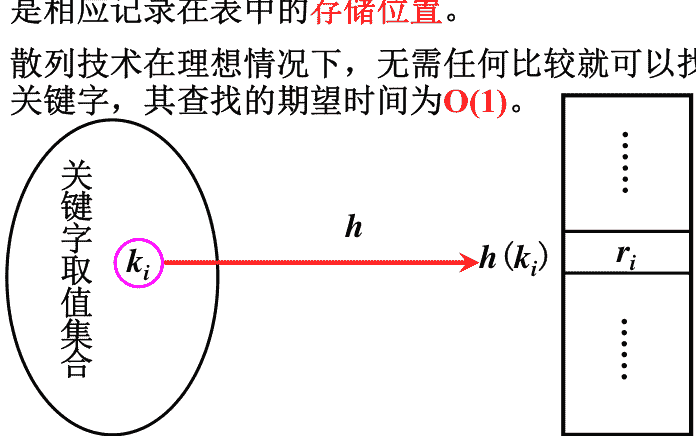 是相应记录在表中的存储位置。
散列技术在理想情况下，无需任何比较就可以找
关键字，其查找的期望时间为O(1)。
关键字取值集合
kᵢ
h
h(kᵢ)
……
rᵢ
……